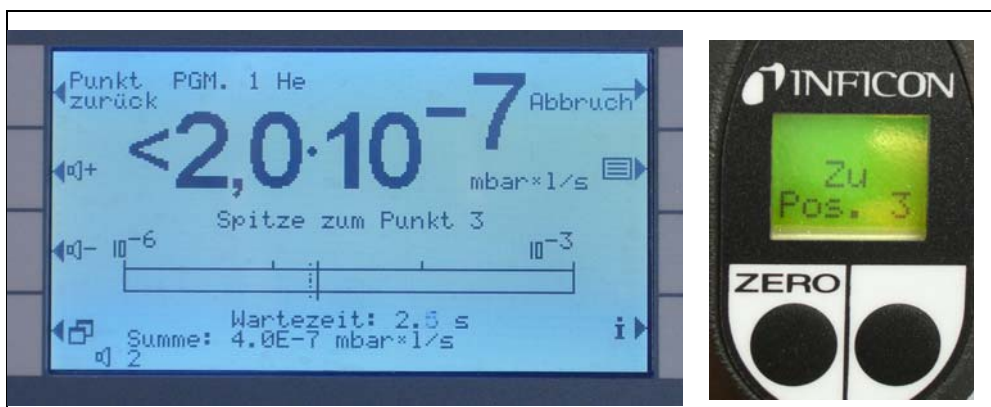 Punkt PGM. 1 He
zurück
Abbruch
<2,0·10⁻⁷
mbar×l/s
Spitze zum Punkt 3
10⁻⁶
10⁻³
Wartezeit: 2.6 s
Summe: 4.0E-7 mbar×l/s
2
i
+
-
INFICON
Zu
Pos. 3
ZERO